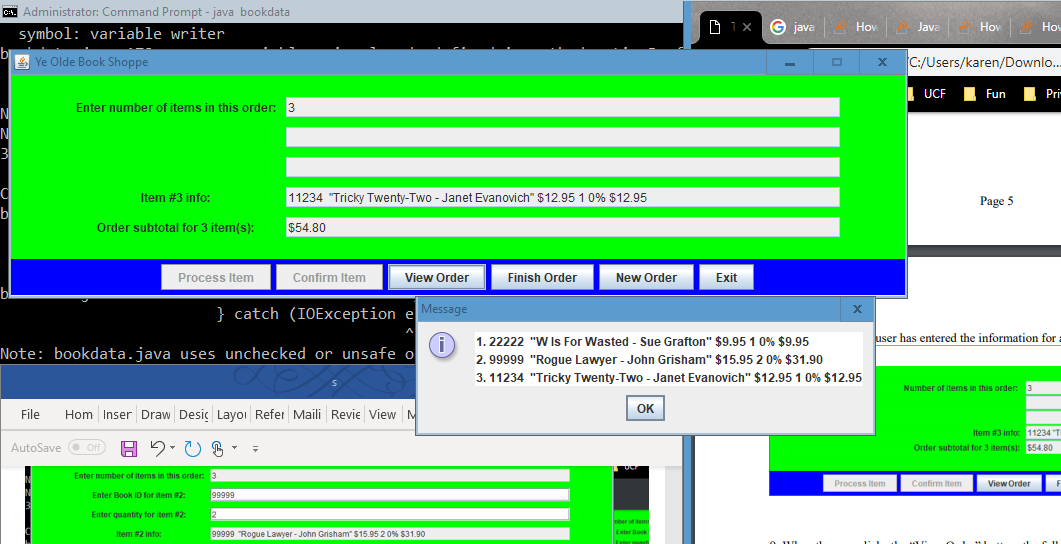 Administrator: Command Prompt - java bookdata
symbol: variable writer
Ye Olde Book Shoppe
Enter number of items in this order: 3
Item #3 info: 11234 "Tricky Twenty-Two - Janet Evanovich" $12.95 1 0% $12.95
Order subtotal for 3 item(s): $54.80
Process Item Confirm Item View Order Finish Order New Order Exit
java How Java How How
C:/Users/karen/Downlo...
UCF Fun Pri
Page 5
} catch (IOException e
^
Note: bookdata.java uses unchecked or unsafe o
Message
1. 22222 "W Is For Wasted - Sue Grafton" $9.95 1 0% $9.95
2. 99999 "Rogue Lawyer - John Grisham" $15.95 2 0% $31.90
3. 11234 "Tricky Twenty-Two - Janet Evanovich" $12.95 1 0% $12.95
OK
user has entered the information for a
Number of items in this order: 3
Item #3 info: 11234 "T
Order subtotal for 3 item(s): $54.80
Process Item Confirm Item View Order F
s
File Hom Inser Draw Desig Layou Refer Maili Revie View M
AutoSave Off
Enter number of items in this order: 3
Enter Book ID for item #2: 99999
Enter quantity for item #2: 2
Item #2 info: 99999 "Rogue Lawyer - John Grisham" $15.95 2 0% $31.90
UCF